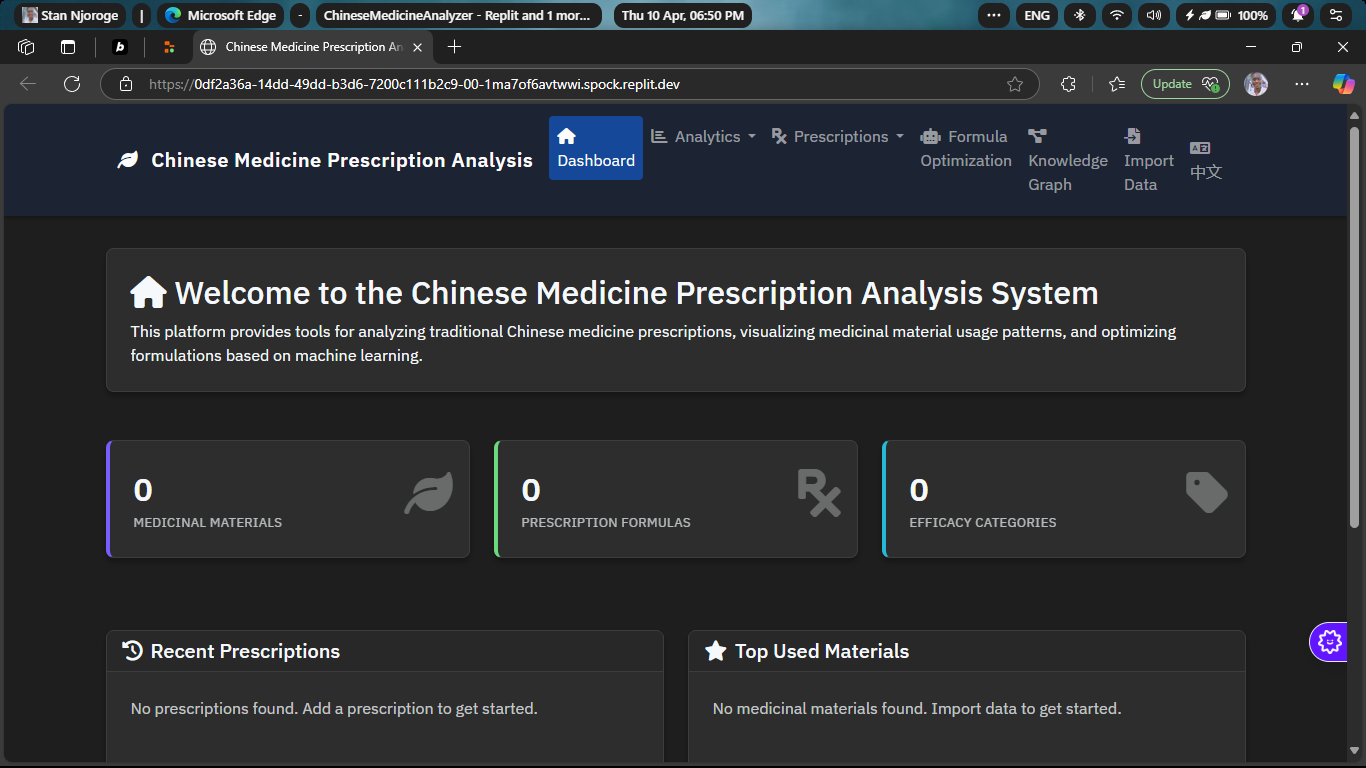 Stan Njoroge | Microsoft Edge - ChineseMedicineAnalyzer - Replit and 1 mor... Thu 10 Apr, 06:50 PM ... ENG 100% 1
b Chinese Medicine Prescription An
https://0df2a36a-14dd-49dd-b3d6-7200c111b2c9-00-1ma7of6avtwwi.spock.replit.dev Update
Chinese Medicine Prescription Analysis
Dashboard
Analytics
Prescriptions
Formula
Optimization
Knowledge
Graph
Import
Data
中文
Welcome to the Chinese Medicine Prescription Analysis System
This platform provides tools for analyzing traditional Chinese medicine prescriptions, visualizing medicinal material usage patterns, and optimizing
formulations based on machine learning.
0
MEDICINAL MATERIALS
0
PRESCRIPTION FORMULAS
0
EFFICACY CATEGORIES
Recent Prescriptions
No prescriptions found. Add a prescription to get started.
Top Used Materials
No medicinal materials found. Import data to get started.